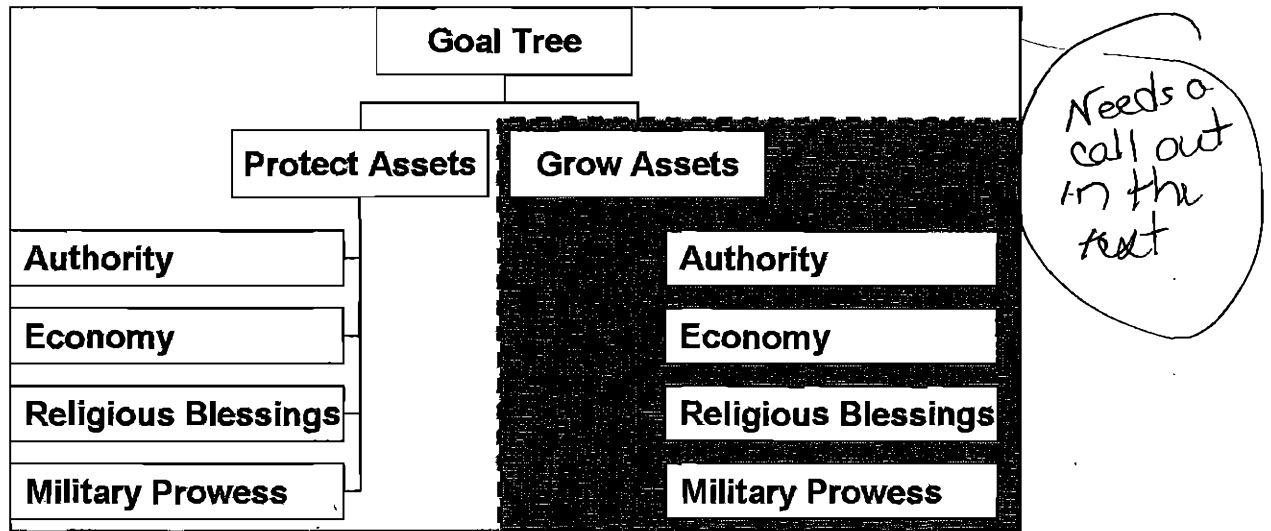 Goal Tree
Protect Assets
Grow Assets
Authority
Economy
Religious Blessings
Military Prowess
Authority
Economy
Religious Blessings
Military Prowess
Needs a
call out
in the
text